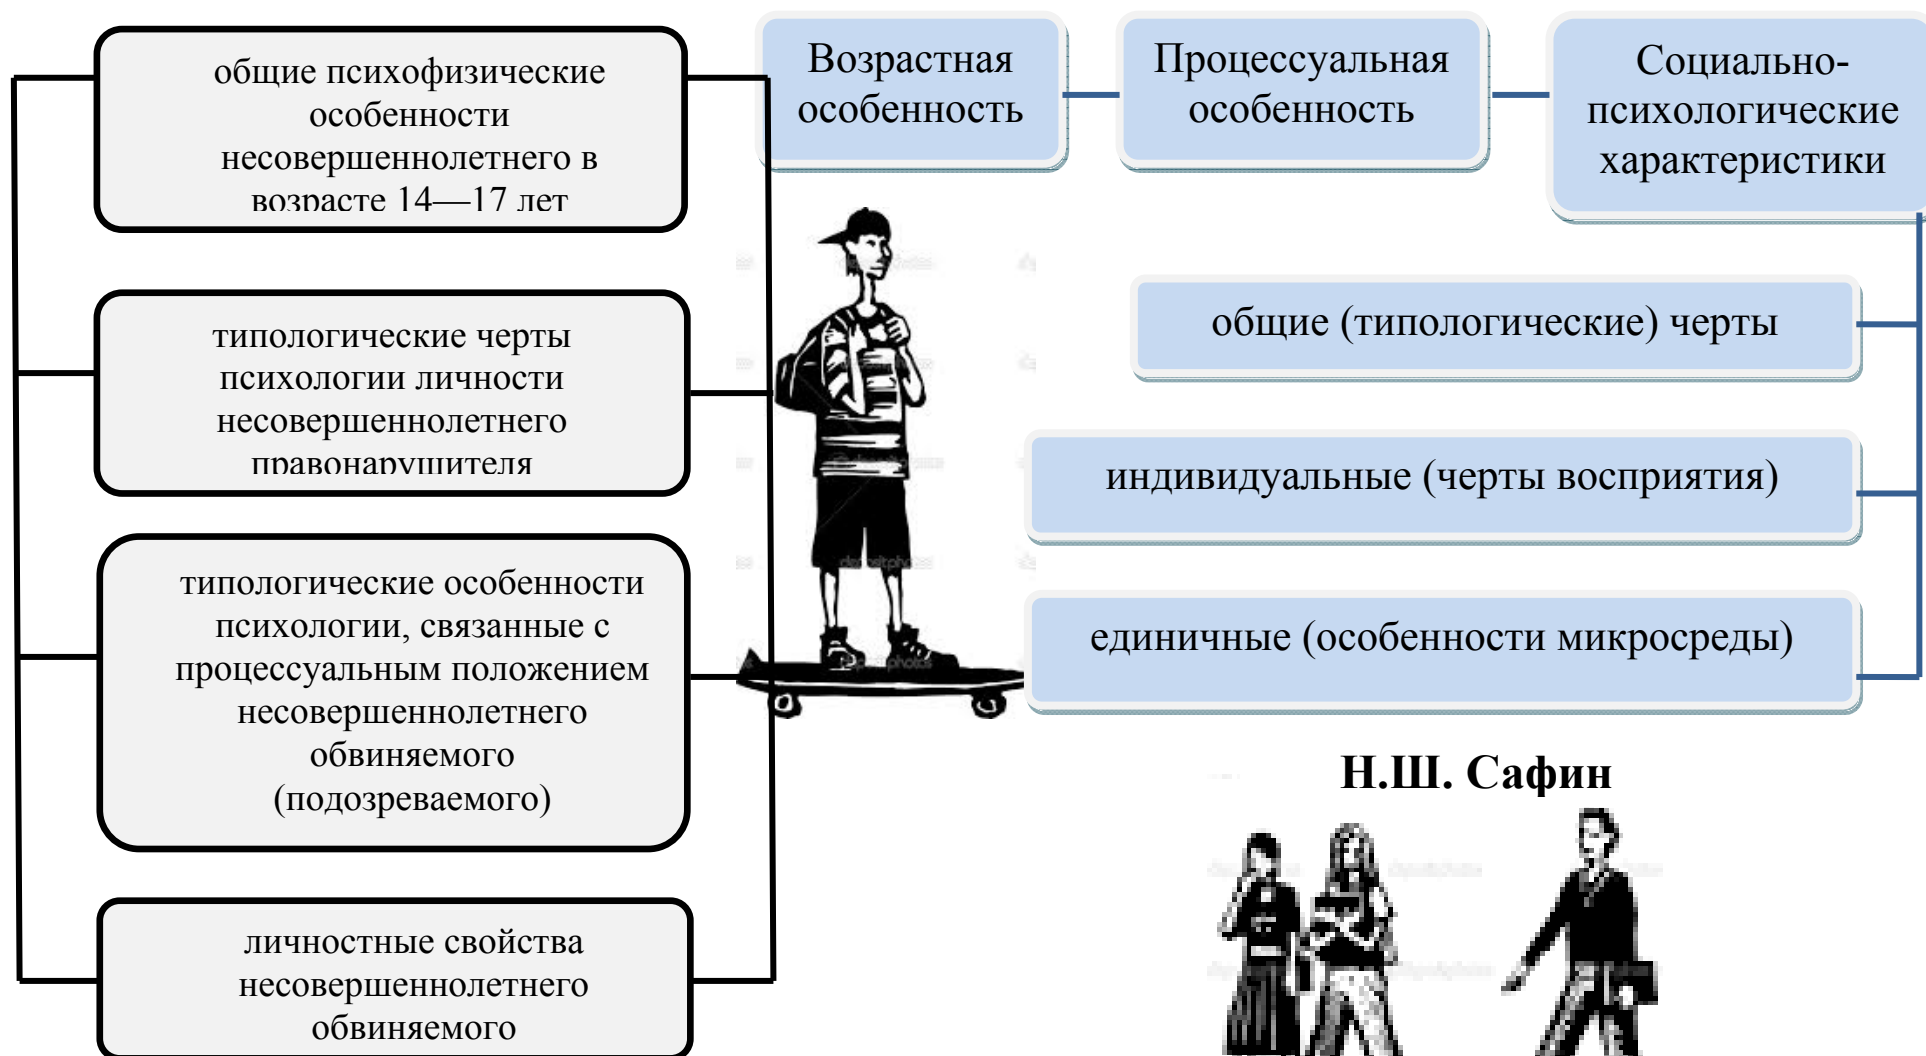 общие психофизические
особенности
несовершеннолетнего в
возрасте 14—17 лет
типологические черты
психологии личности
несовершеннолетнего
правонарушителя
типологические особенности
психологии, связанные с
процессуальным положением
несовершеннолетнего
обвиняемого
(подозреваемого)
личностные свойства
несовершеннолетнего
обвиняемого
Возрастная
особенность
Процессуальная
особенность
Социально-
психологические
характеристики
общие (типологические) черты
индивидуальные (черты восприятия)
единичные (особенности микросреды)
Н.Ш. Сафин